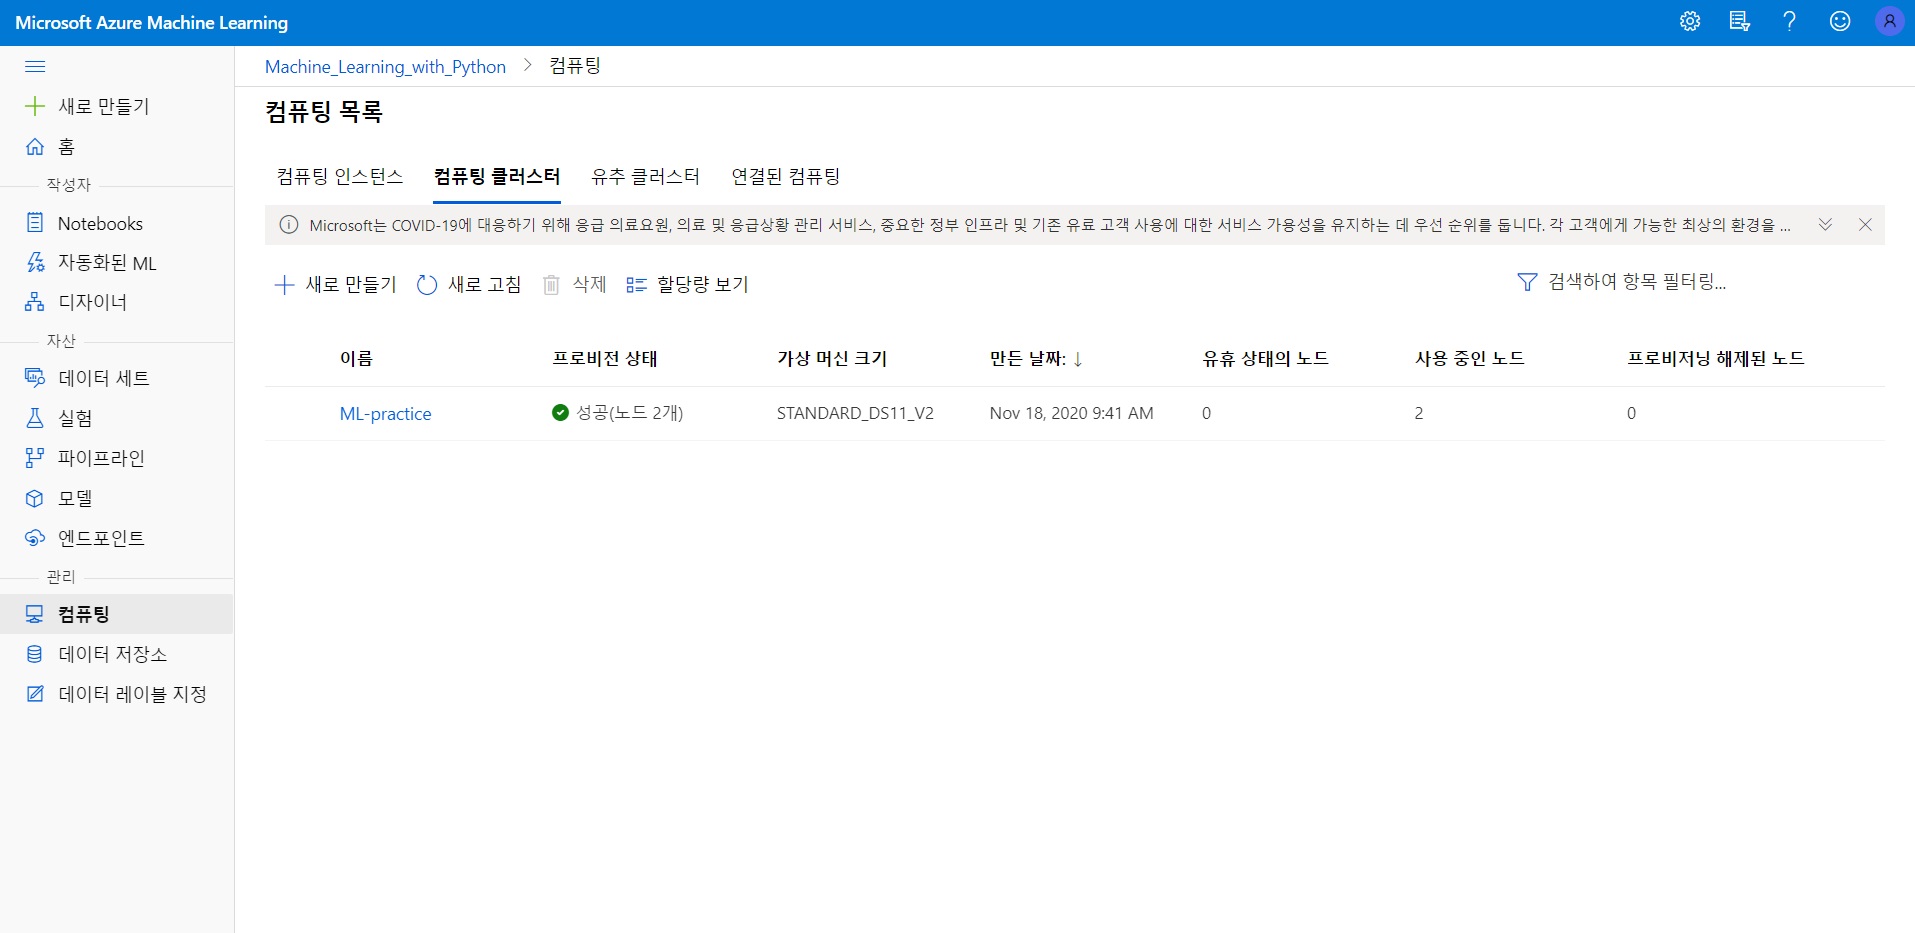 Microsoft Azure Machine Learning
Machine_Learning_with_Python > 컴퓨팅
새로 만들기
홈
작성자
Notebooks
자동화된 ML
디자이너
자산
데이터 세트
실험
파이프라인
모델
엔드포인트
관리
컴퓨팅
데이터 저장소
데이터 레이블 지정
컴퓨팅 목록
컴퓨팅 인스턴스 컴퓨팅 클러스터 유추 클러스터 연결된 컴퓨팅
Microsoft는 COVID-19에 대응하기 위해 응급 의료요원, 의료 및 응급상황 관리 서비스, 중요한 정부 인프라 및 기존 유료 고객 사용에 대한 서비스 가용성을 유지하는 데 우선 순위를 둡니다. 각 고객에게 가능한 최상의 환경을 ...
새로 만들기 새로 고침 삭제 할당량 보기 검색하여 항목 필터링...
이름 프로비전 상태 가상 머신 크기 만든 날짜: ↓ 유휴 상태의 노드 사용 중인 노드 프로비저닝 해제된 노드
ML-practice 성공(노드 2개) STANDARD_DS11_V2 Nov 18, 2020 9:41 AM 0 2 0